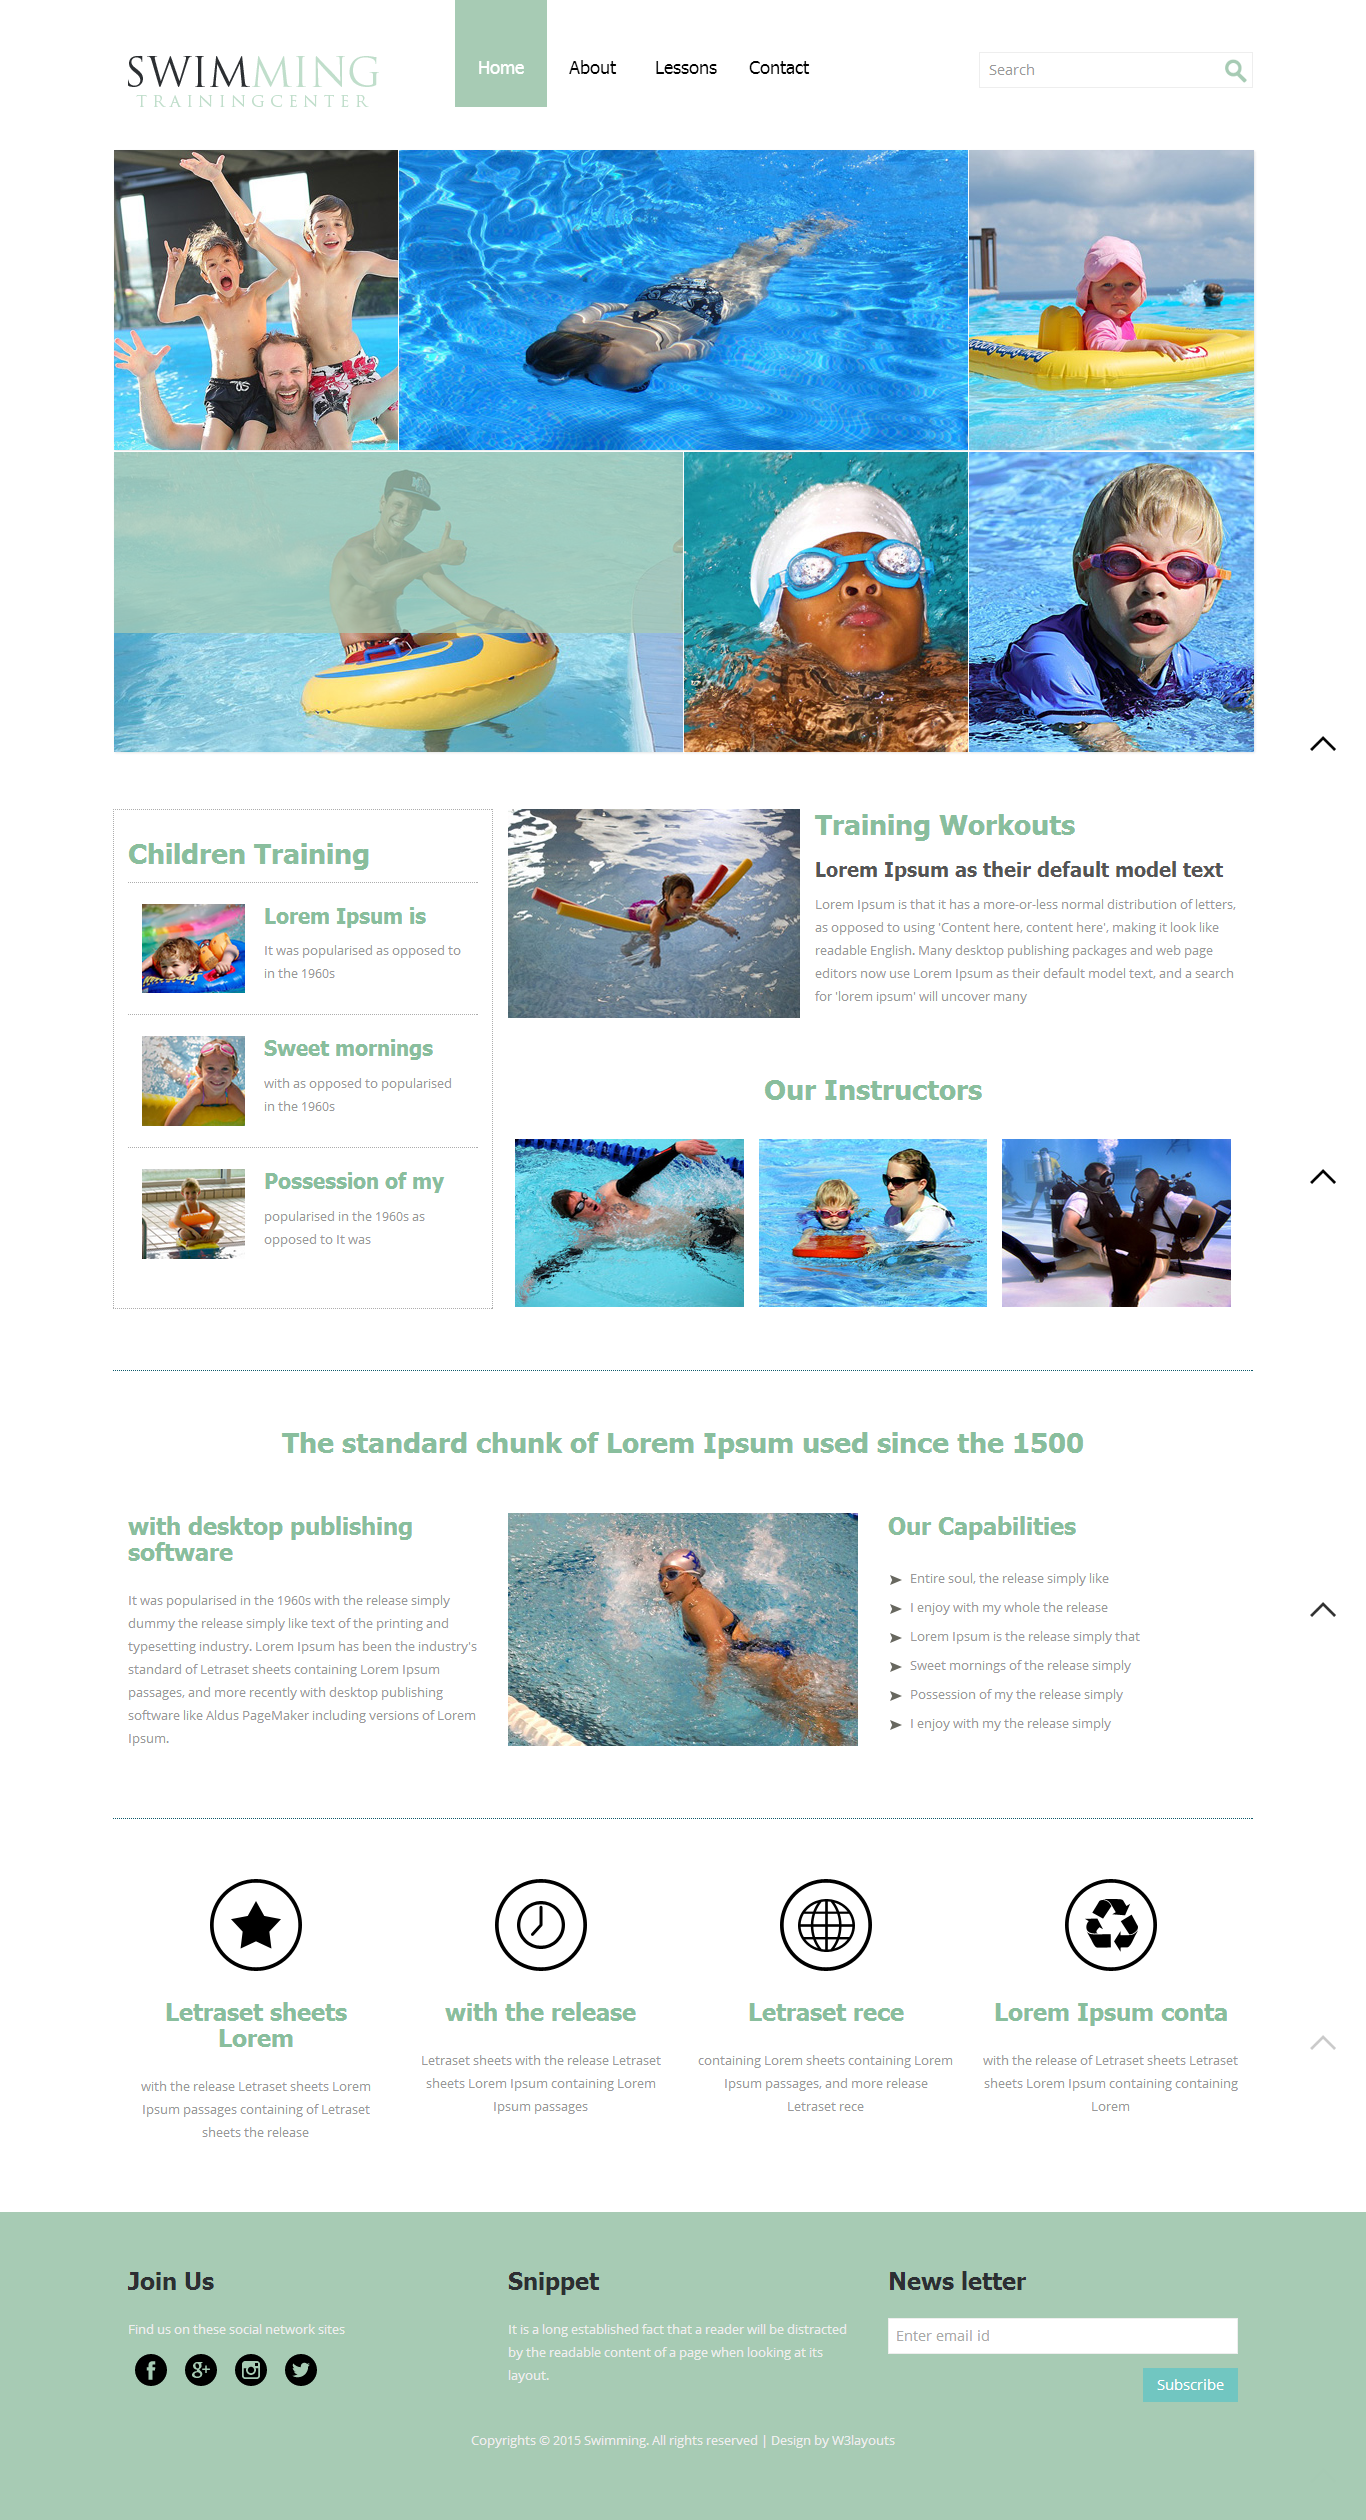 SWIMMING
TRAININGCENTER
Home
About
Lessons
Contact
Search
Children Training
Lorem Ipsum is
It was popularised as opposed to
in the 1960s
Sweet mornings
with as opposed to popularised
in the 1960s
Possession of my
popularised in the 1960s as
opposed to It was
Training Workouts
Lorem Ipsum as their default model text
Lorem Ipsum is that it has a more-or-less normal distribution of letters,
as opposed to using 'Content here, content here', making it look like
readable English. Many desktop publishing packages and web page
editors now use Lorem Ipsum as their default model text, and a search
for 'lorem ipsum' will uncover many
Our Instructors
The standard chunk of Lorem Ipsum used since the 1500
with desktop publishing
software
It was popularised in the 1960s with the release simply
dummy the release simply like text of the printing and
typesetting industry. Lorem Ipsum has been the industry's
standard of Letraset sheets containing Lorem Ipsum
passages, and more recently with desktop publishing
software like Aldus PageMaker including versions of Lorem
Ipsum.
Our Capabilities
Entire soul, the release simply like
I enjoy with my whole the release
Lorem Ipsum is the release simply that
Sweet mornings of the release simply
Possession of my the release simply
I enjoy with my the release simply
Letraset sheets
Lorem
with the release Letraset sheets Lorem
Ipsum passages containing of Letraset
sheets the release
with the release
Letraset sheets with the release Letraset
sheets Lorem Ipsum containing Lorem
Ipsum passages
Letraset rece
containing Lorem sheets containing Lorem
Ipsum passages, and more release
Letraset rece
Lorem Ipsum conta
with the release of Letraset sheets Letraset
sheets Lorem Ipsum containing containing
Lorem
Join Us
Find us on these social network sites
Snippet
It is a long established fact that a reader will be distracted
by the readable content of a page when looking at its
layout.
News letter
Enter email id
Subscribe
Copyrights © 2015 Swimming. All rights reserved | Design by W3layouts